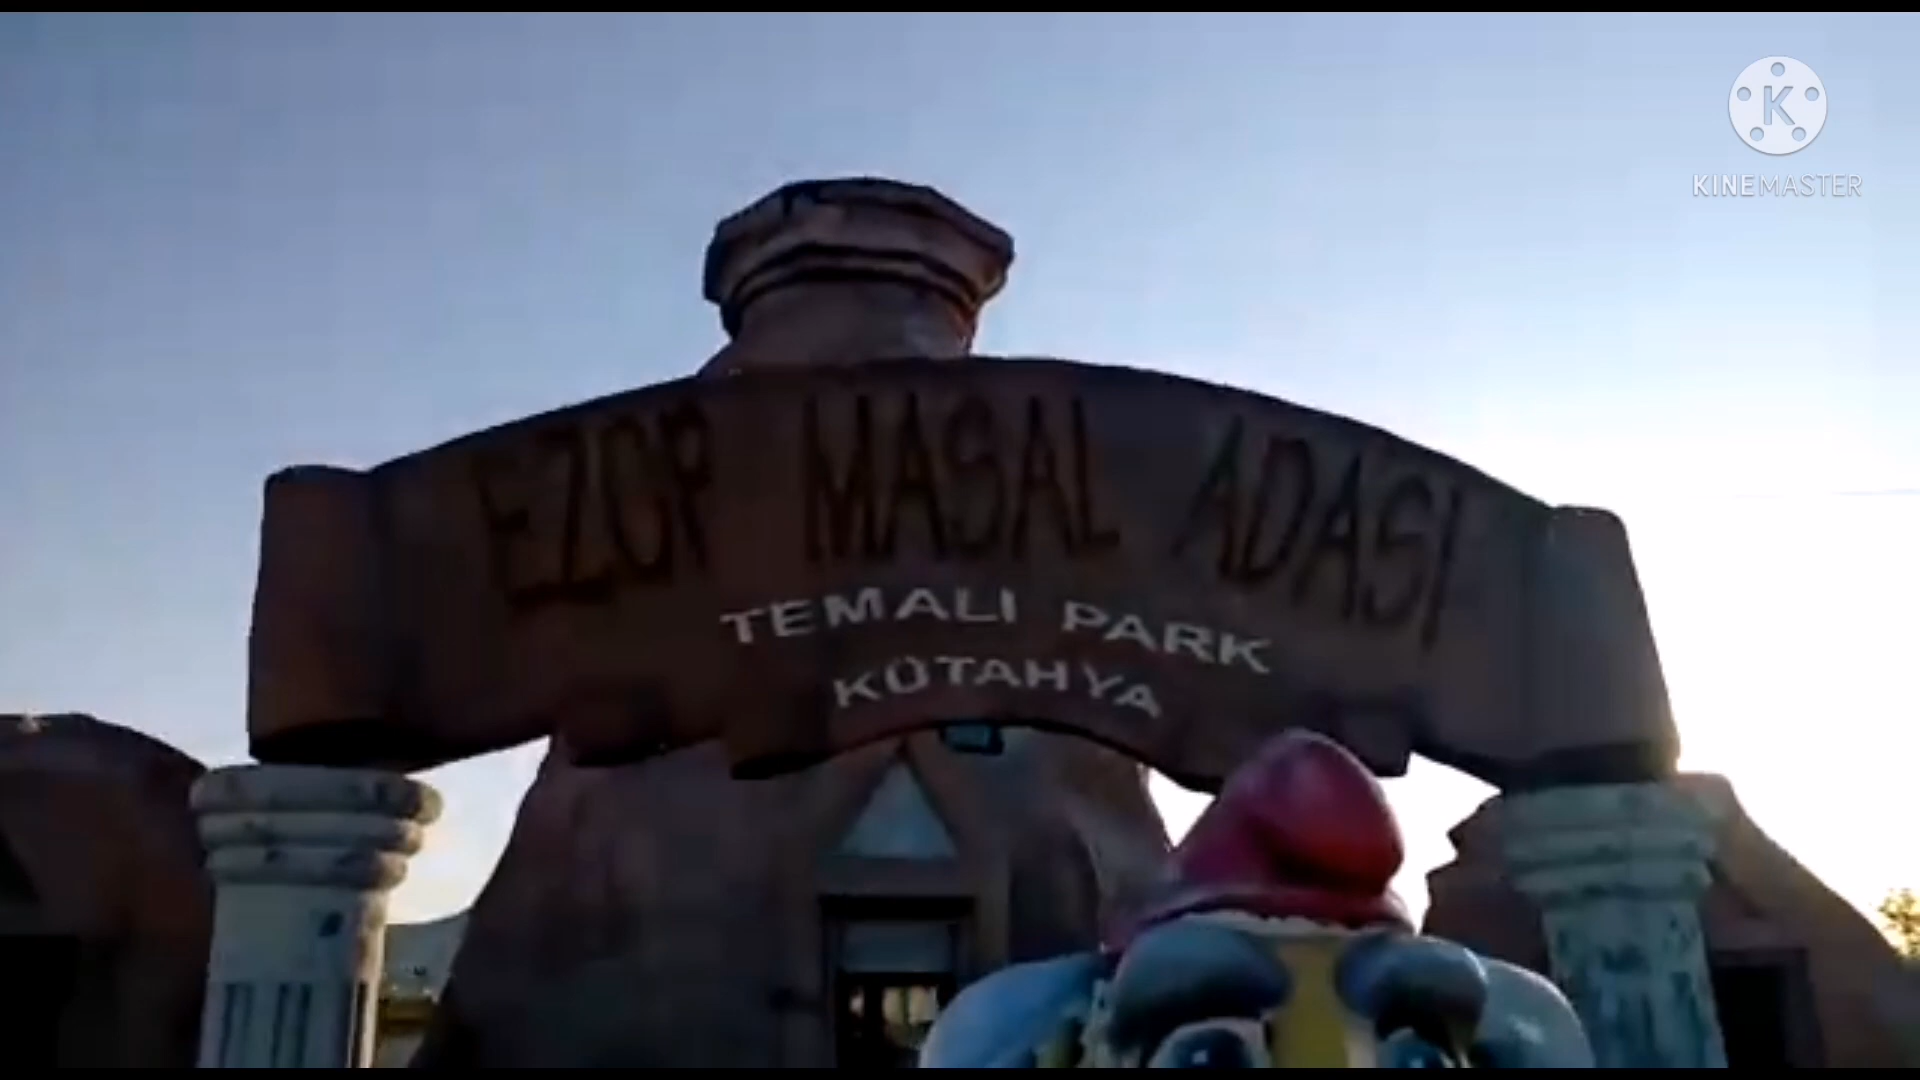 K
KINEMASTER
EZOP MASAL ADASI
TEMALI PARK
KÜTAHYA